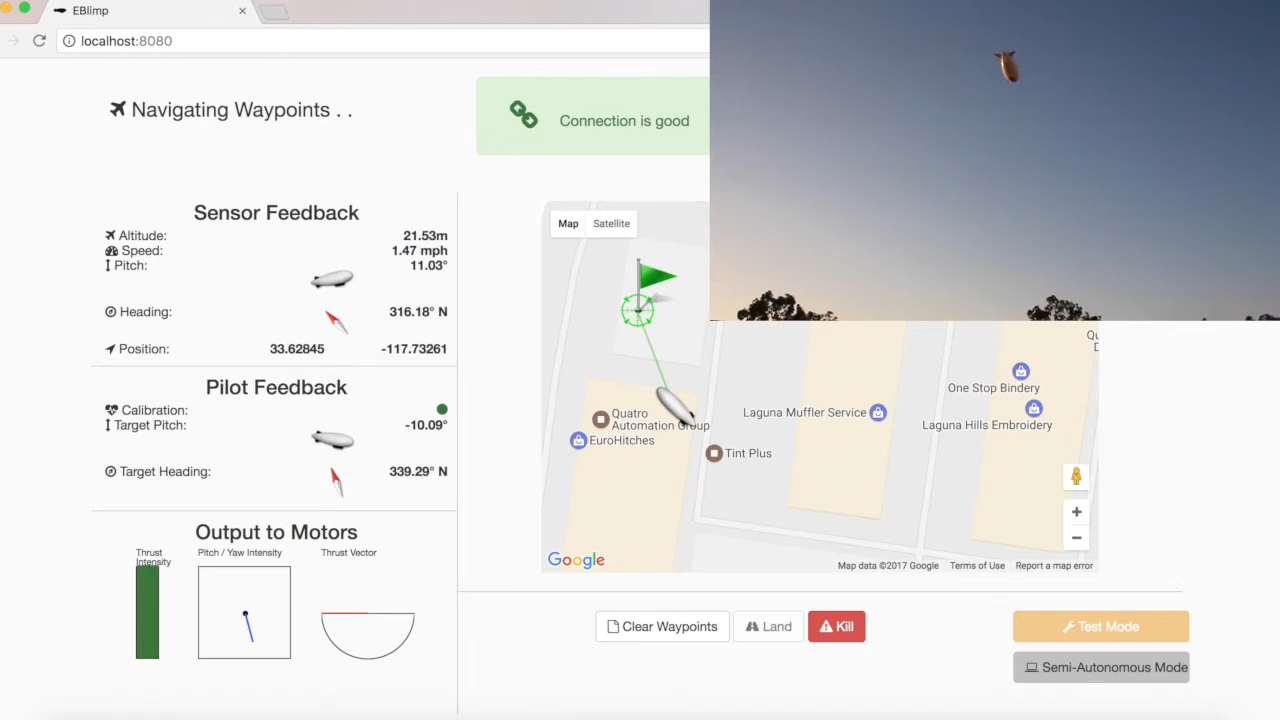 EBlimp
localhost:8080
Navigating Waypoints . .
Connection is good
Sensor Feedback
Altitude: 21.53m
Speed: 1.47 mph
Pitch: 11.03°
Heading: 316.18° N
Position: 33.62845 -117.73261
Pilot Feedback
Calibration:
Target Pitch: -10.09°
Target Heading: 339.29° N
Output to Motors
Thrust Intensity
Pitch / Yaw Intensity
Thrust Vector
Map Satellite
Quatro
Automation Group
EuroHitches
Tint Plus
Laguna Muffler Service
One Stop Bindery
Laguna Hills Embroidery
Google
Map data ©2017 Google Terms of Use Report a map error
Clear Waypoints
Land
Kill
Test Mode
Semi-Autonomous Mode